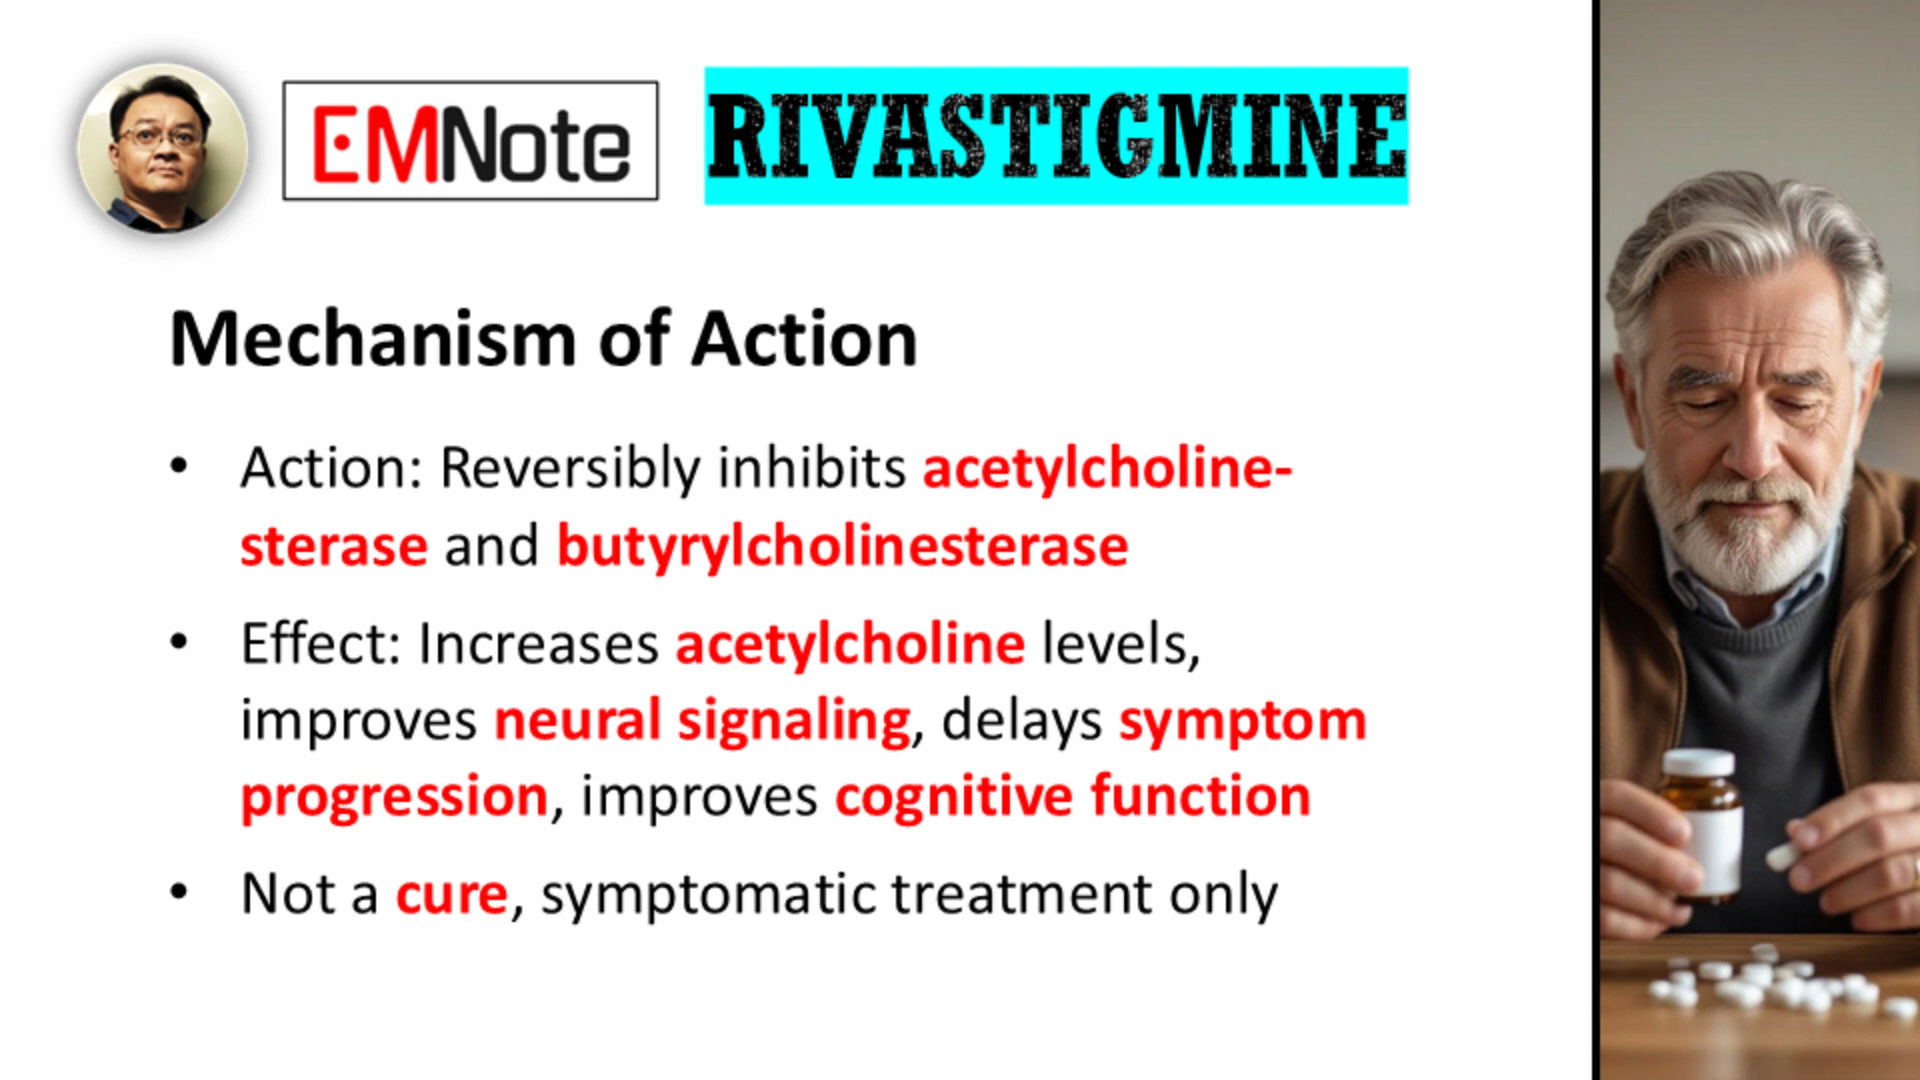 EMNote
RIVASTIGMINE
Mechanism of Action
• Action: Reversibly inhibits acetylcholine-
sterase and butyrylcholinesterase
• Effect: Increases acetylcholine levels,
improves neural signaling, delays symptom
progression, improves cognitive function
• Not a cure, symptomatic treatment only